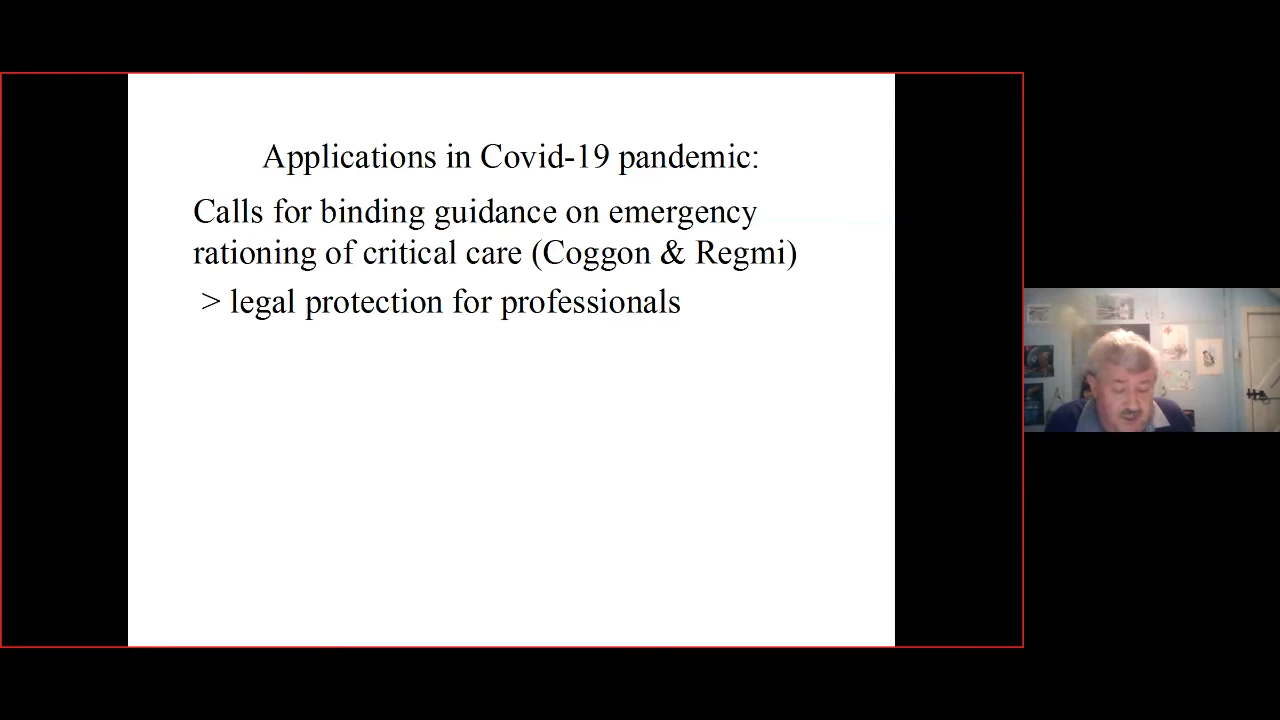 Applications in Covid-19 pandemic:
Calls for binding guidance on emergency
rationing of critical care (Coggon & Regmi)
> legal protection for professionals